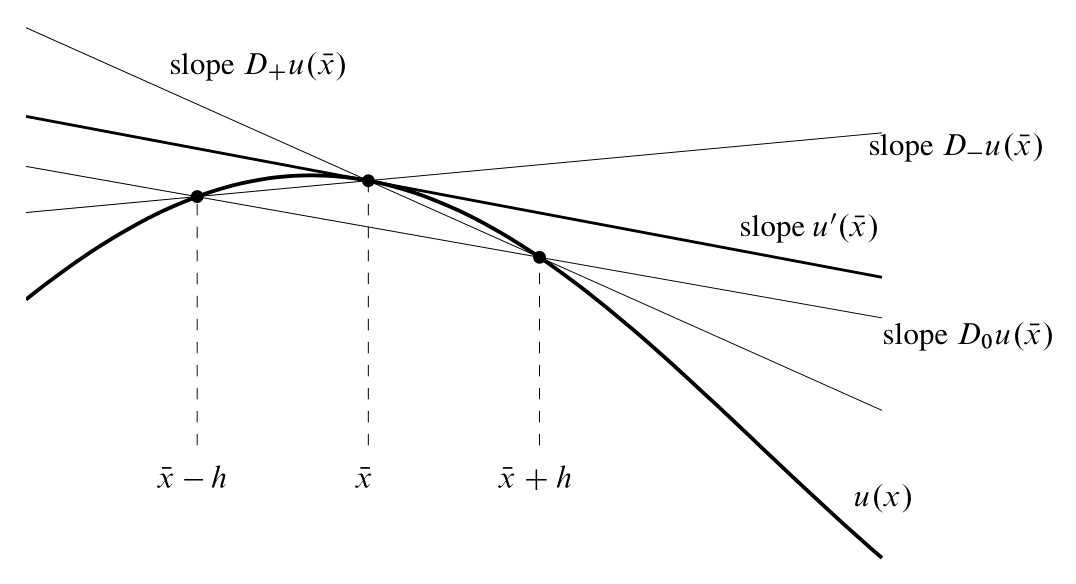 slope D₊u(x̄)
slope D₋u(x̄)
slope u′(x̄)
slope D₀u(x̄)
x̄ − h
x̄
x̄ + h
u(x)